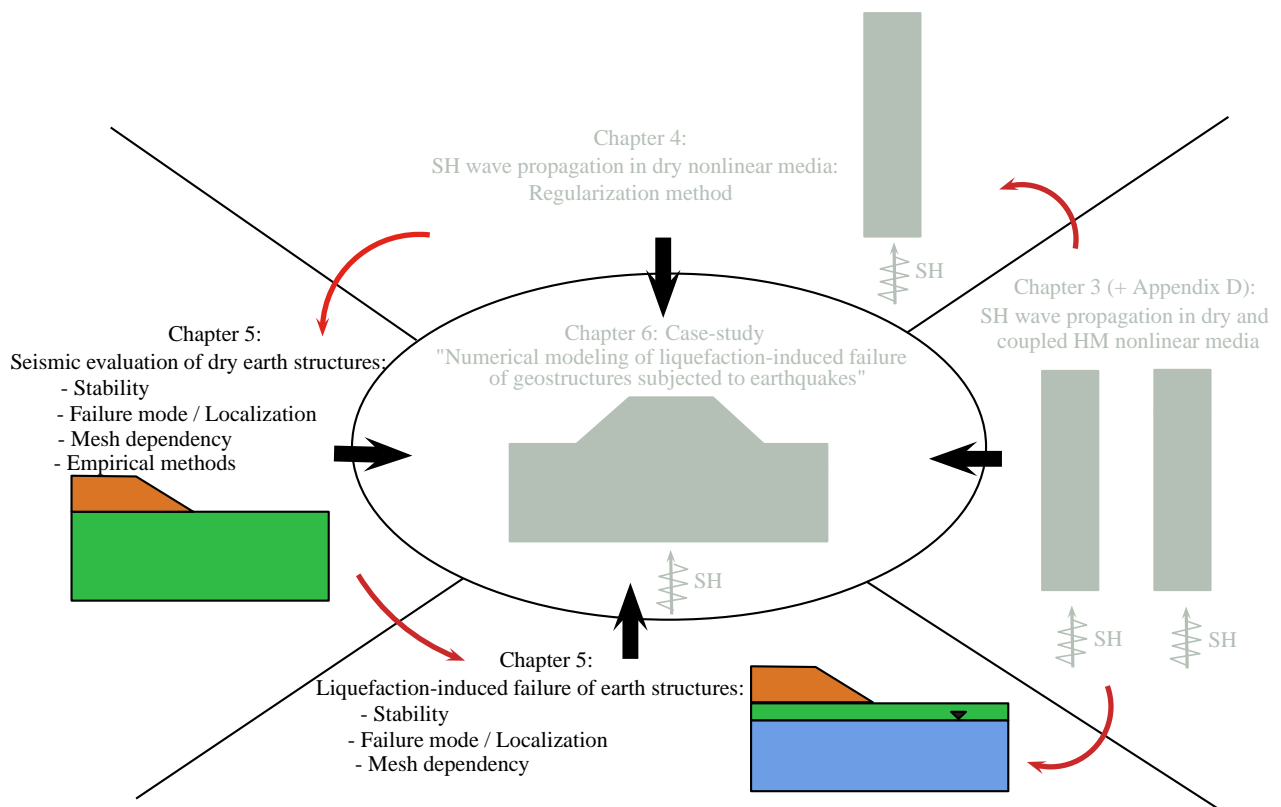 Chapter 4:
SH wave propagation in dry nonlinear media:
Regularization method
SH
Chapter 3 (+ Appendix D):
SH wave propagation in dry and
coupled HM nonlinear media
SH
SH
Chapter 6: Case-study
"Numerical modeling of liquefaction-induced failure
of geostructures subjected to earthquakes"
SH
Chapter 5:
Seismic evaluation of dry earth structures:
- Stability
- Failure mode / Localization
- Mesh dependency
- Empirical methods
Chapter 5:
Liquefaction-induced failure of earth structures:
- Stability
- Failure mode / Localization
- Mesh dependency